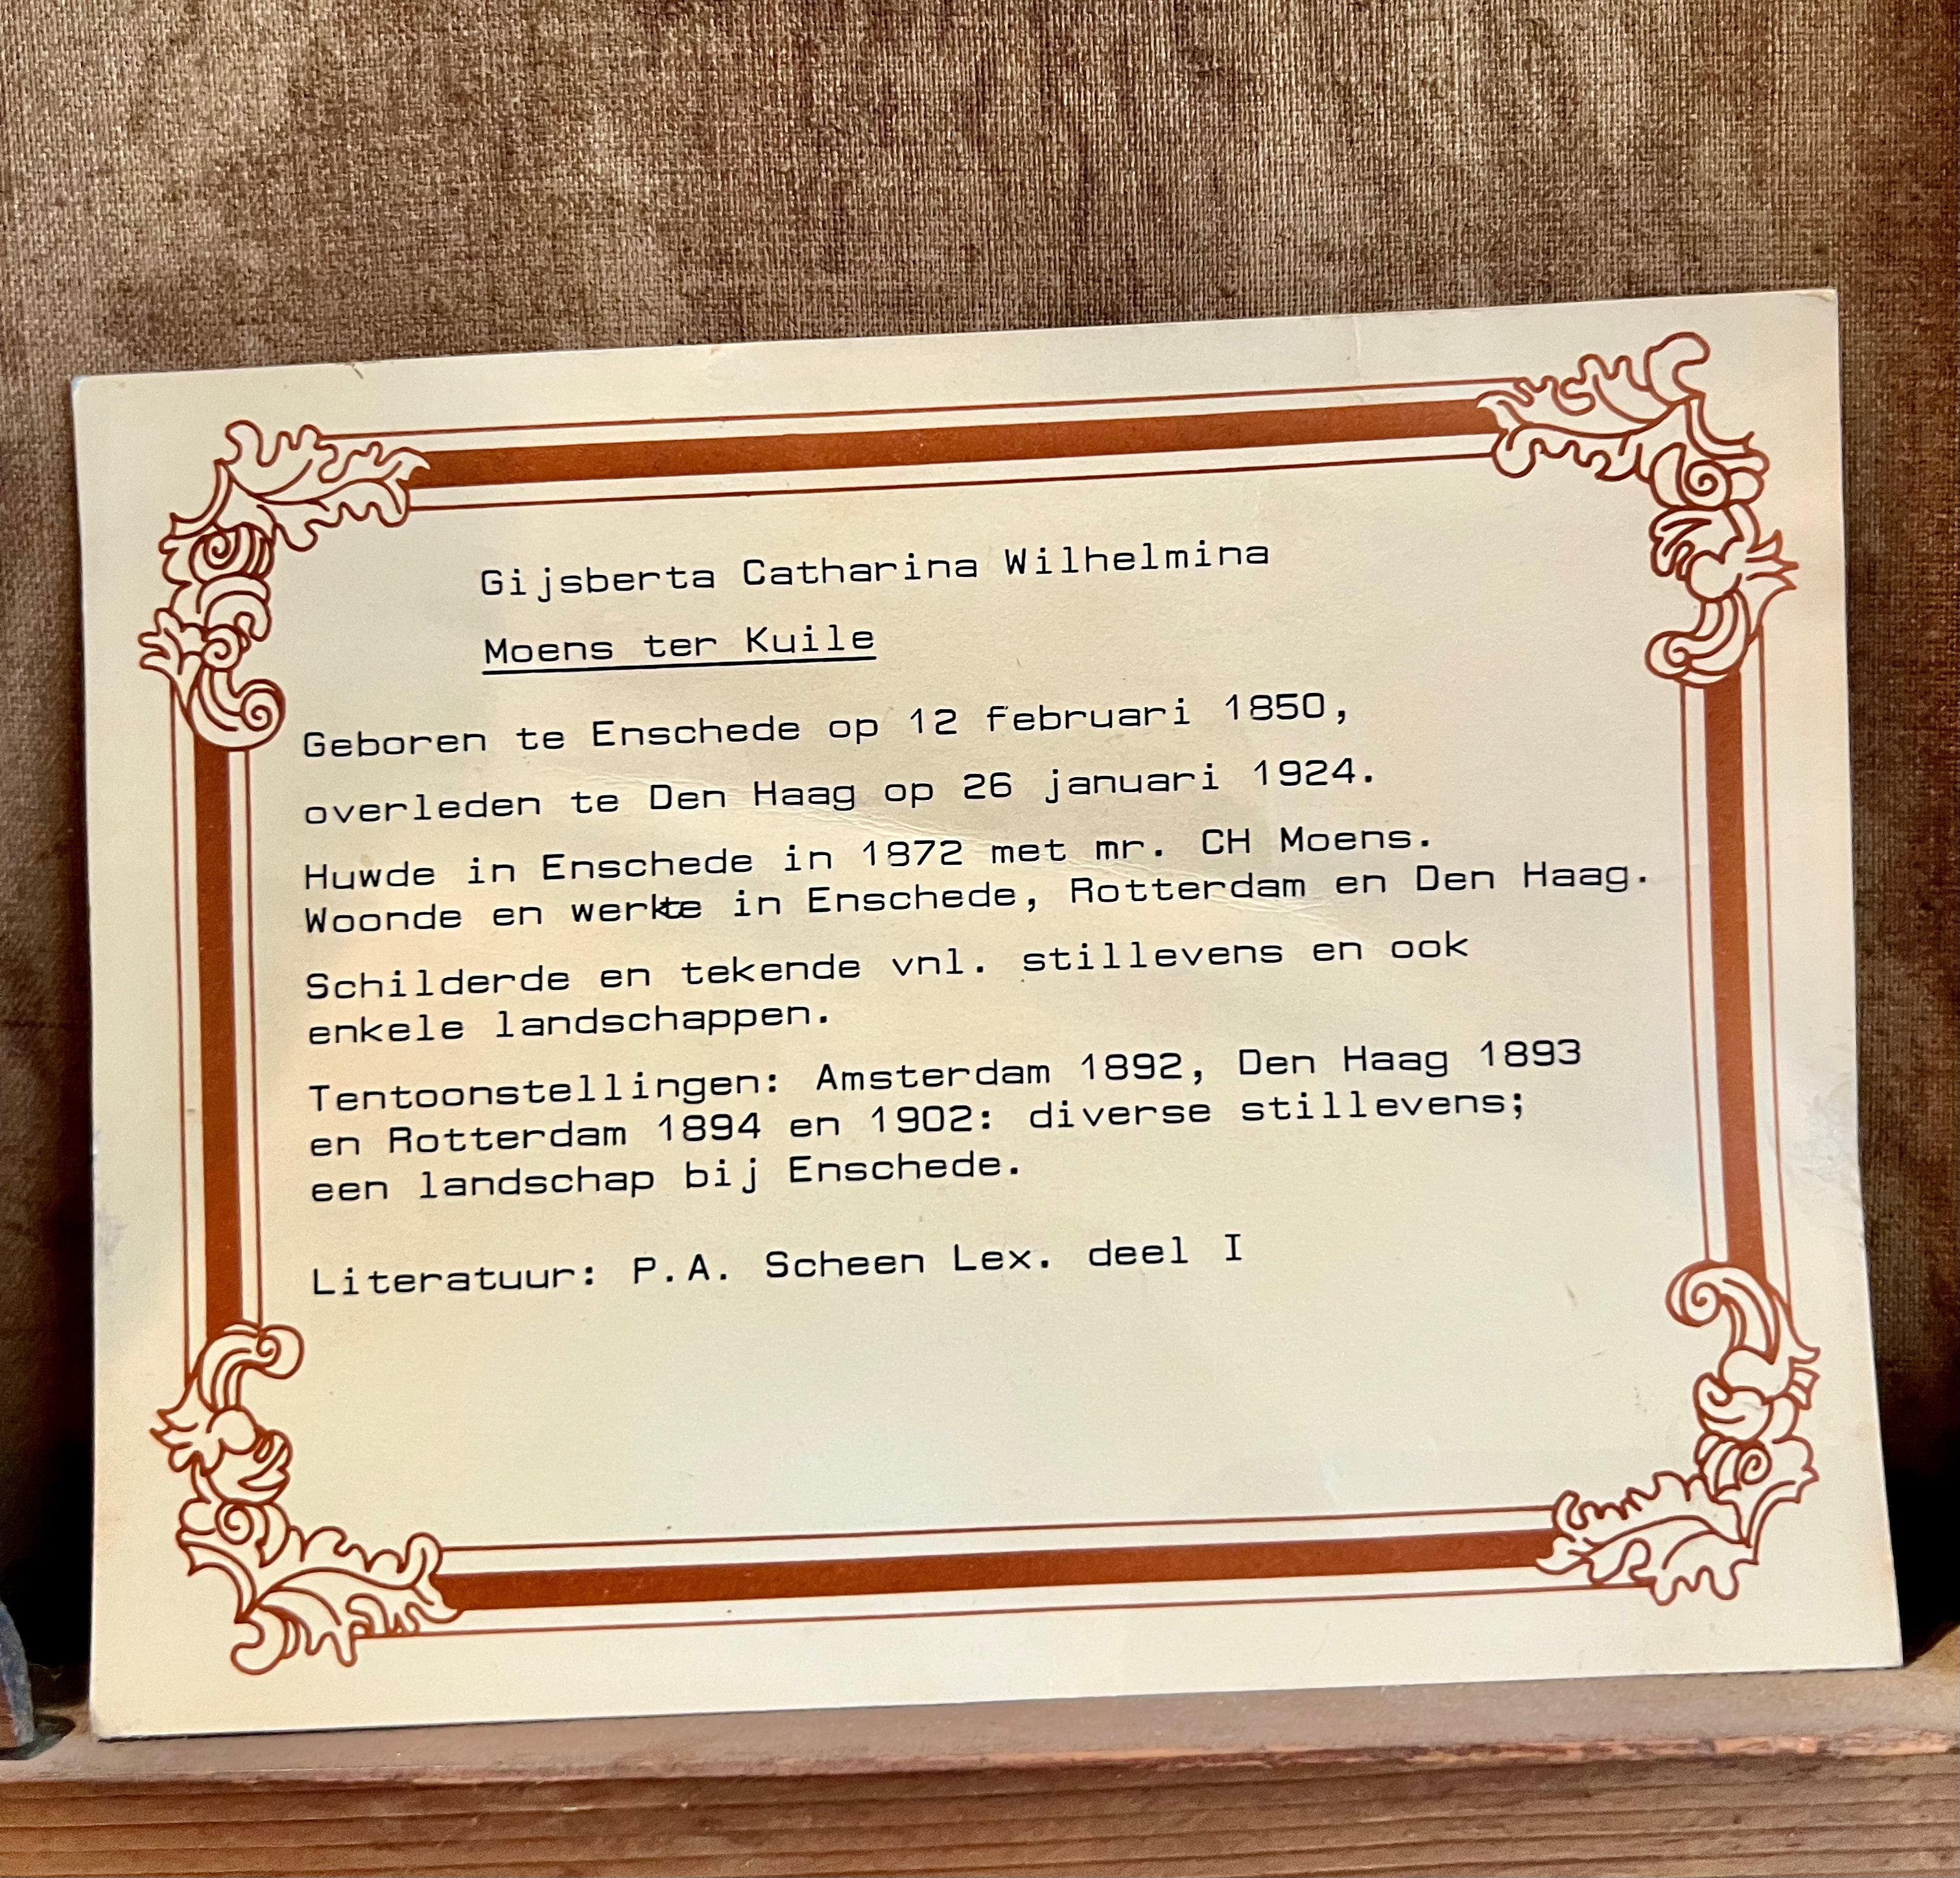 Gijsberta Catharina Wilhelmina
Moens ter Kuile
Geboren te Enschede op 12 februari 1850,
overleden te Den Haag op 26 januari 1924.
Huwde in Enschede in 1872 met mr. CH Moens.
Woonde en werkte in Enschede, Rotterdam en Den Haag.
Schilderde en tekende vnl. stillevens en ook
enkele landschappen.
Tentoonstellingen: Amsterdam 1892, Den Haag 1893
en Rotterdam 1894 en 1902: diverse stillevens;
een landschap bij Enschede.
Literatuur: P.A. Scheen Lex. deel I